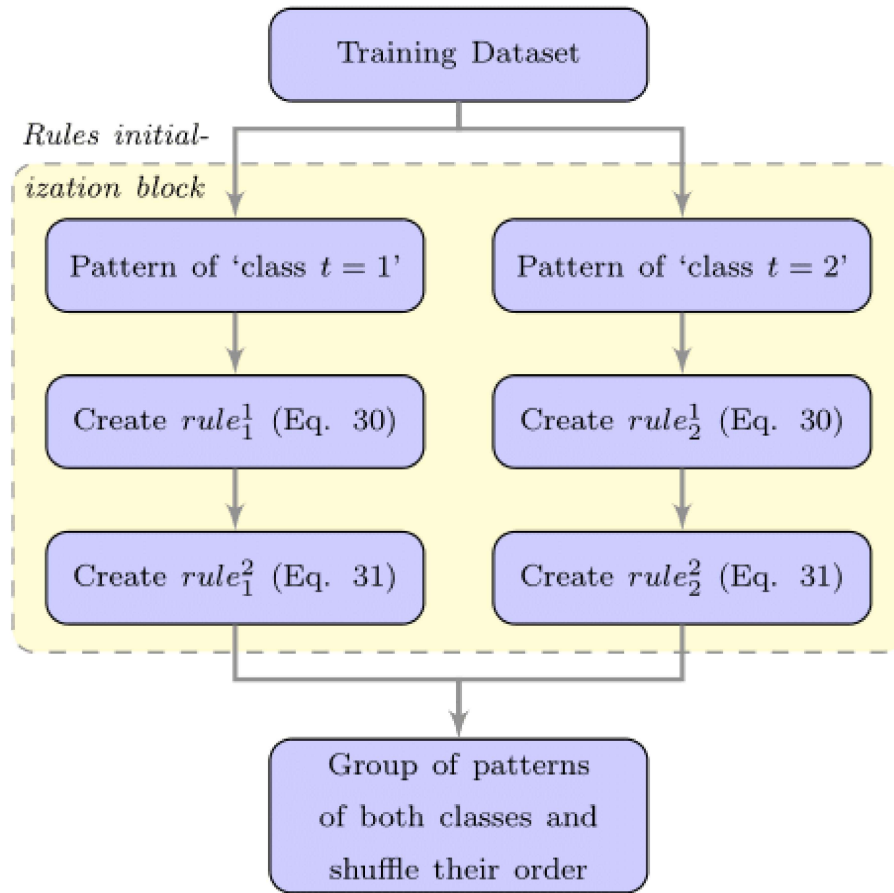 Training Dataset
Rules initial-
ization block
Pattern of ‘class t = 1’
Pattern of ‘class t = 2’
Create rule₁¹ (Eq. 30)
Create rule₂¹ (Eq. 30)
Create rule₁² (Eq. 31)
Create rule₂² (Eq. 31)
Group of patterns
of both classes and
shuffle their order